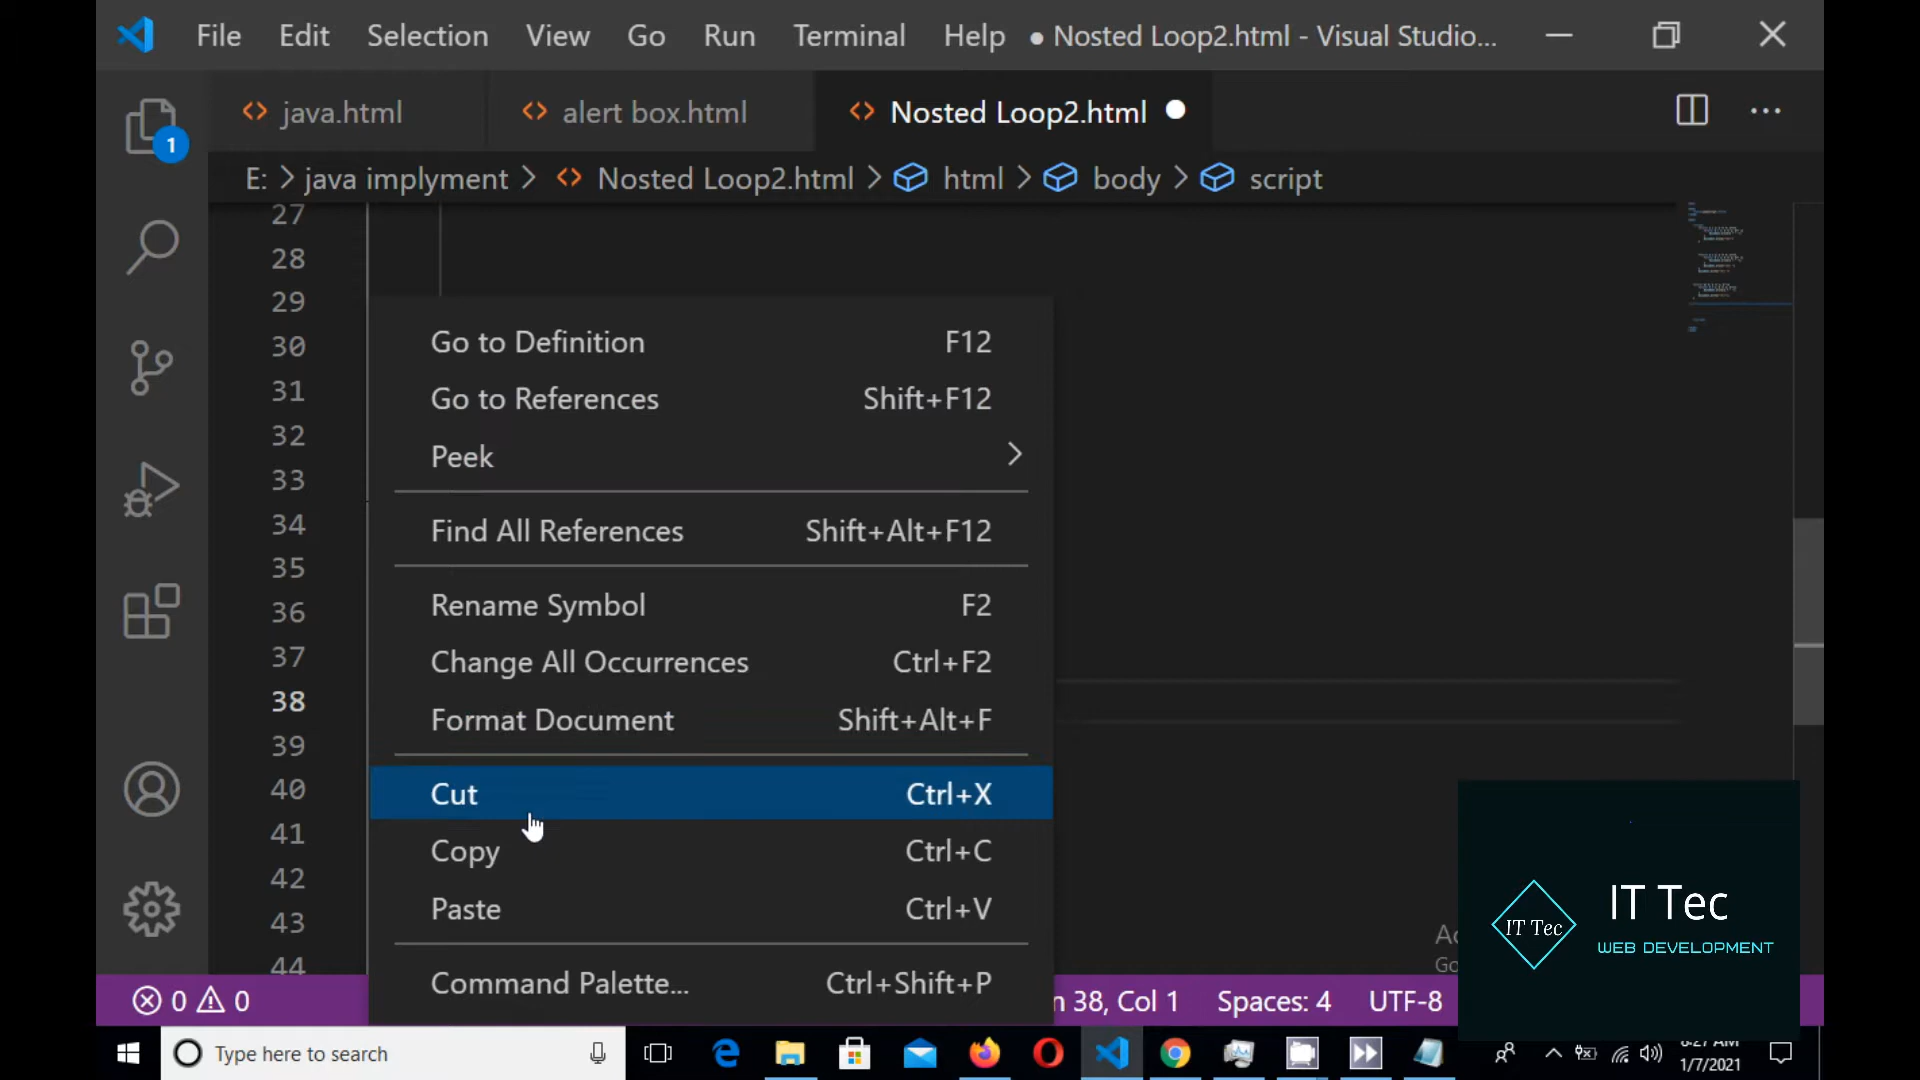 File Edit Selection View Go Run Terminal Help ● Nosted Loop2.html - Visual Studio...
java.html alert box.html Nosted Loop2.html
1
E: > java implyment > Nosted Loop2.html > html > body > script
27
28
29
30
31
32
33
34
35
36
37
38
39
40
41
42
43
44
Go to Definition F12
Go to References Shift+F12
Peek
Find All References Shift+Alt+F12
Rename Symbol F2
Change All Occurrences Ctrl+F2
Format Document Shift+Alt+F
Cut Ctrl+X
Copy Ctrl+C
Paste Ctrl+V
Command Palette... Ctrl+Shift+P
IT Tec
IT Tec
WEB DEVELOPMENT
0 0 38, Col 1 Spaces: 4 UTF-8
Type here to search
1/7/2021